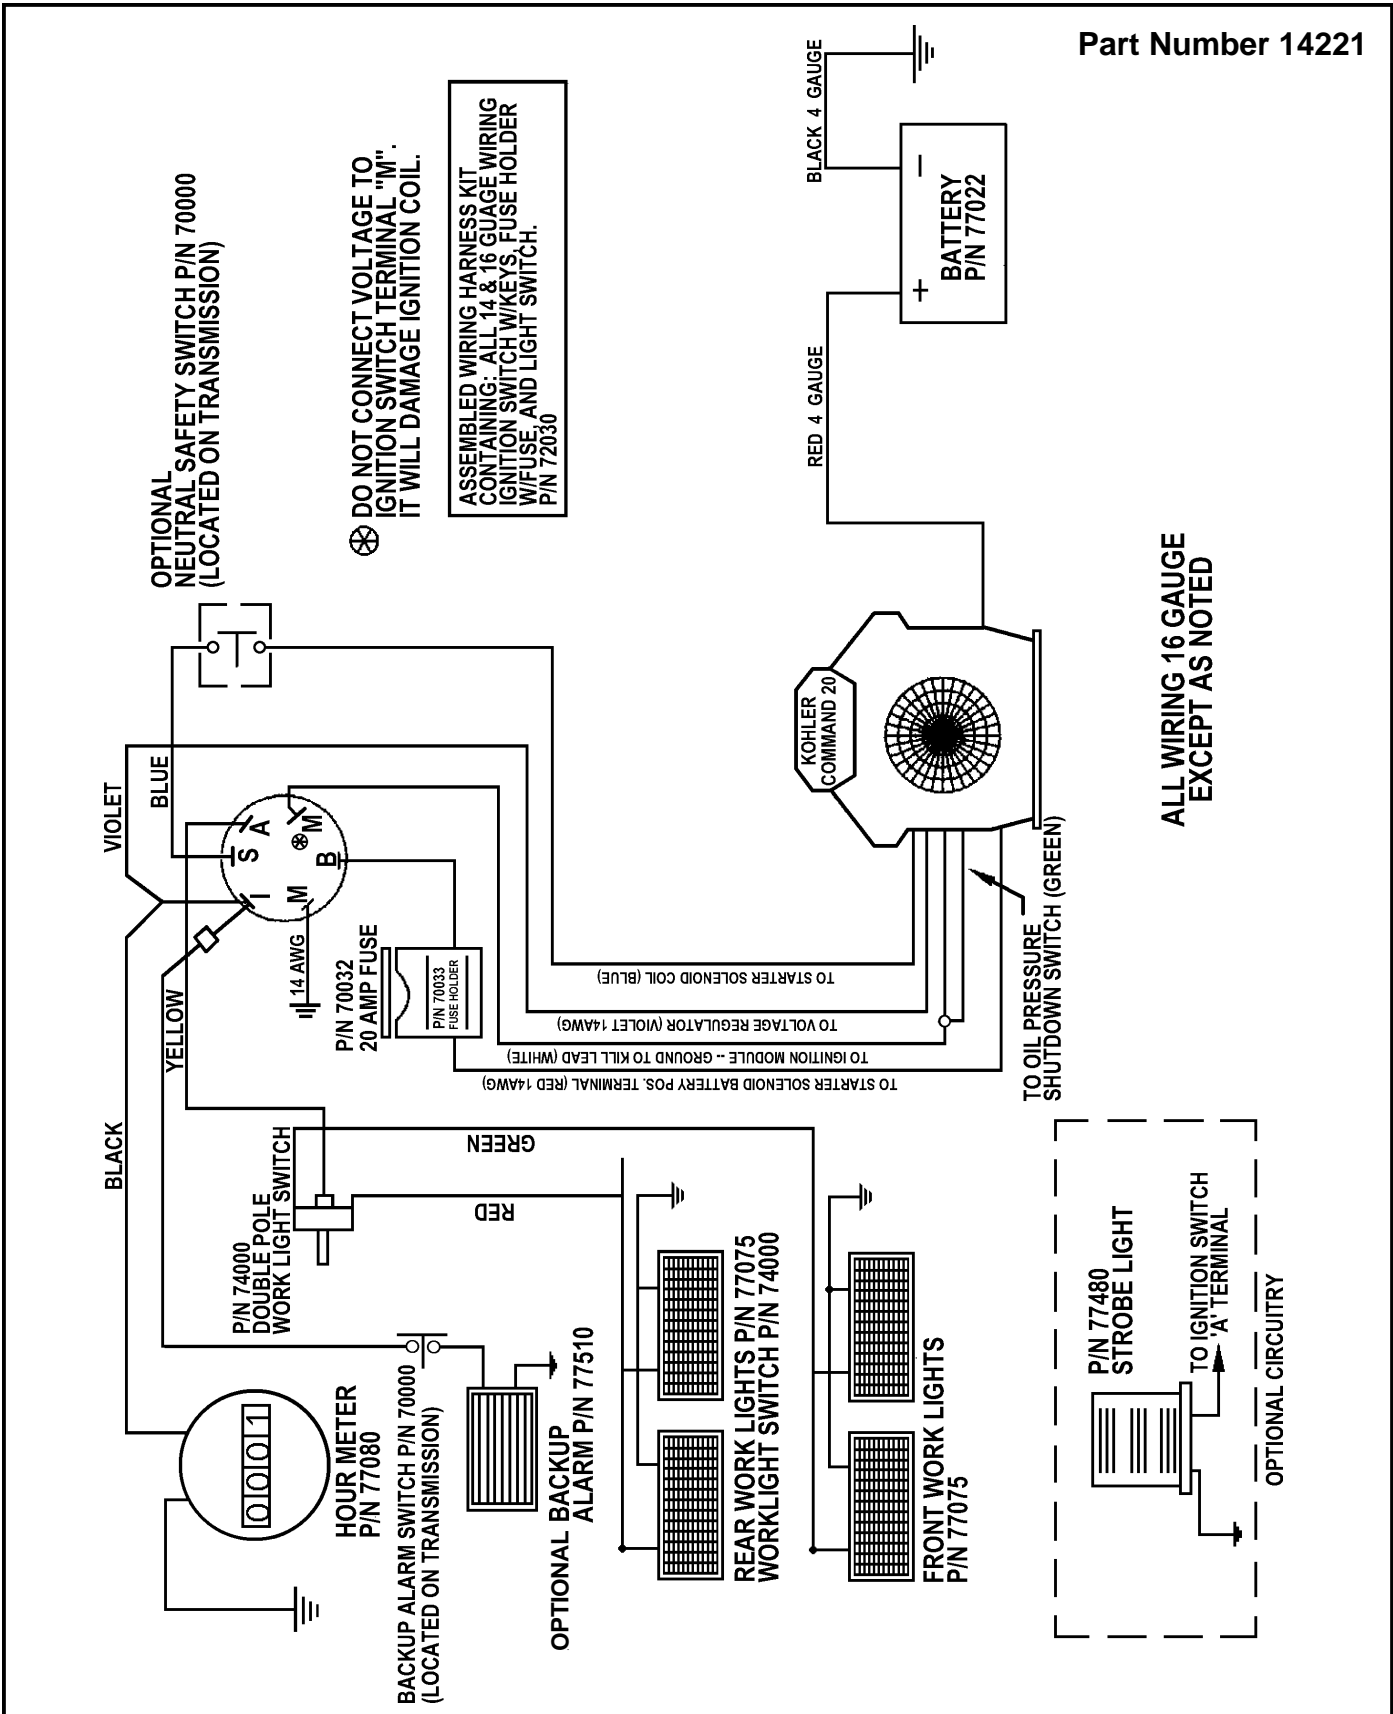 Part Number 14221
OPTIONAL
NEUTRAL SAFETY SWITCH P/N 70000
(LOCATED ON TRANSMISSION)
DO NOT CONNECT VOLTAGE TO
IGNITION SWITCH TERMINAL "M".
IT WILL DAMAGE IGNITION COIL.
ASSEMBLED WIRING HARNESS KIT
CONTAINING: ALL 14 & 16 GUAGE WIRING
IGNITION SWITCH W/KEYS, FUSE HOLDER
W/FUSE, AND LIGHT SWITCH.
P/N 72030
BLACK 4 GAUGE
−
BATTERY
P/N 77022
+
RED 4 GAUGE
VIOLET
BLUE
A
S
I
M
M
B
14 AWG
P/N 70032
20 AMP FUSE
P/N 70033
FUSE HOLDER
KOHLER
COMMAND 20
ALL WIRING 16 GAUGE
EXCEPT AS NOTED
TO STARTER SOLENOID COIL (BLUE)
TO VOLTAGE REGULATOR (VIOLET 14AWG)
TO IGNITION MODULE -- GROUND TO KILL LEAD (WHITE)
TO STARTER SOLENOID BATTERY POS. TERMINAL (RED 14AWG)
TO OIL PRESSURE
SHUTDOWN SWITCH (GREEN)
YELLOW
BLACK
P/N 74000
DOUBLE POLE
WORK LIGHT SWITCH
GREEN
RED
0001
HOUR METER
P/N 77080
BACKUP ALARM SWITCH P/N 70000
(LOCATED ON TRANSMISSION)
OPTIONAL BACKUP
ALARM P/N 77510
REAR WORK LIGHTS P/N 77075
WORKLIGHT SWITCH P/N 74000
FRONT WORK LIGHTS
P/N 77075
P/N 77480
STROBE LIGHT
TO IGNITION SWITCH
'A' TERMINAL
OPTIONAL CIRCUITRY